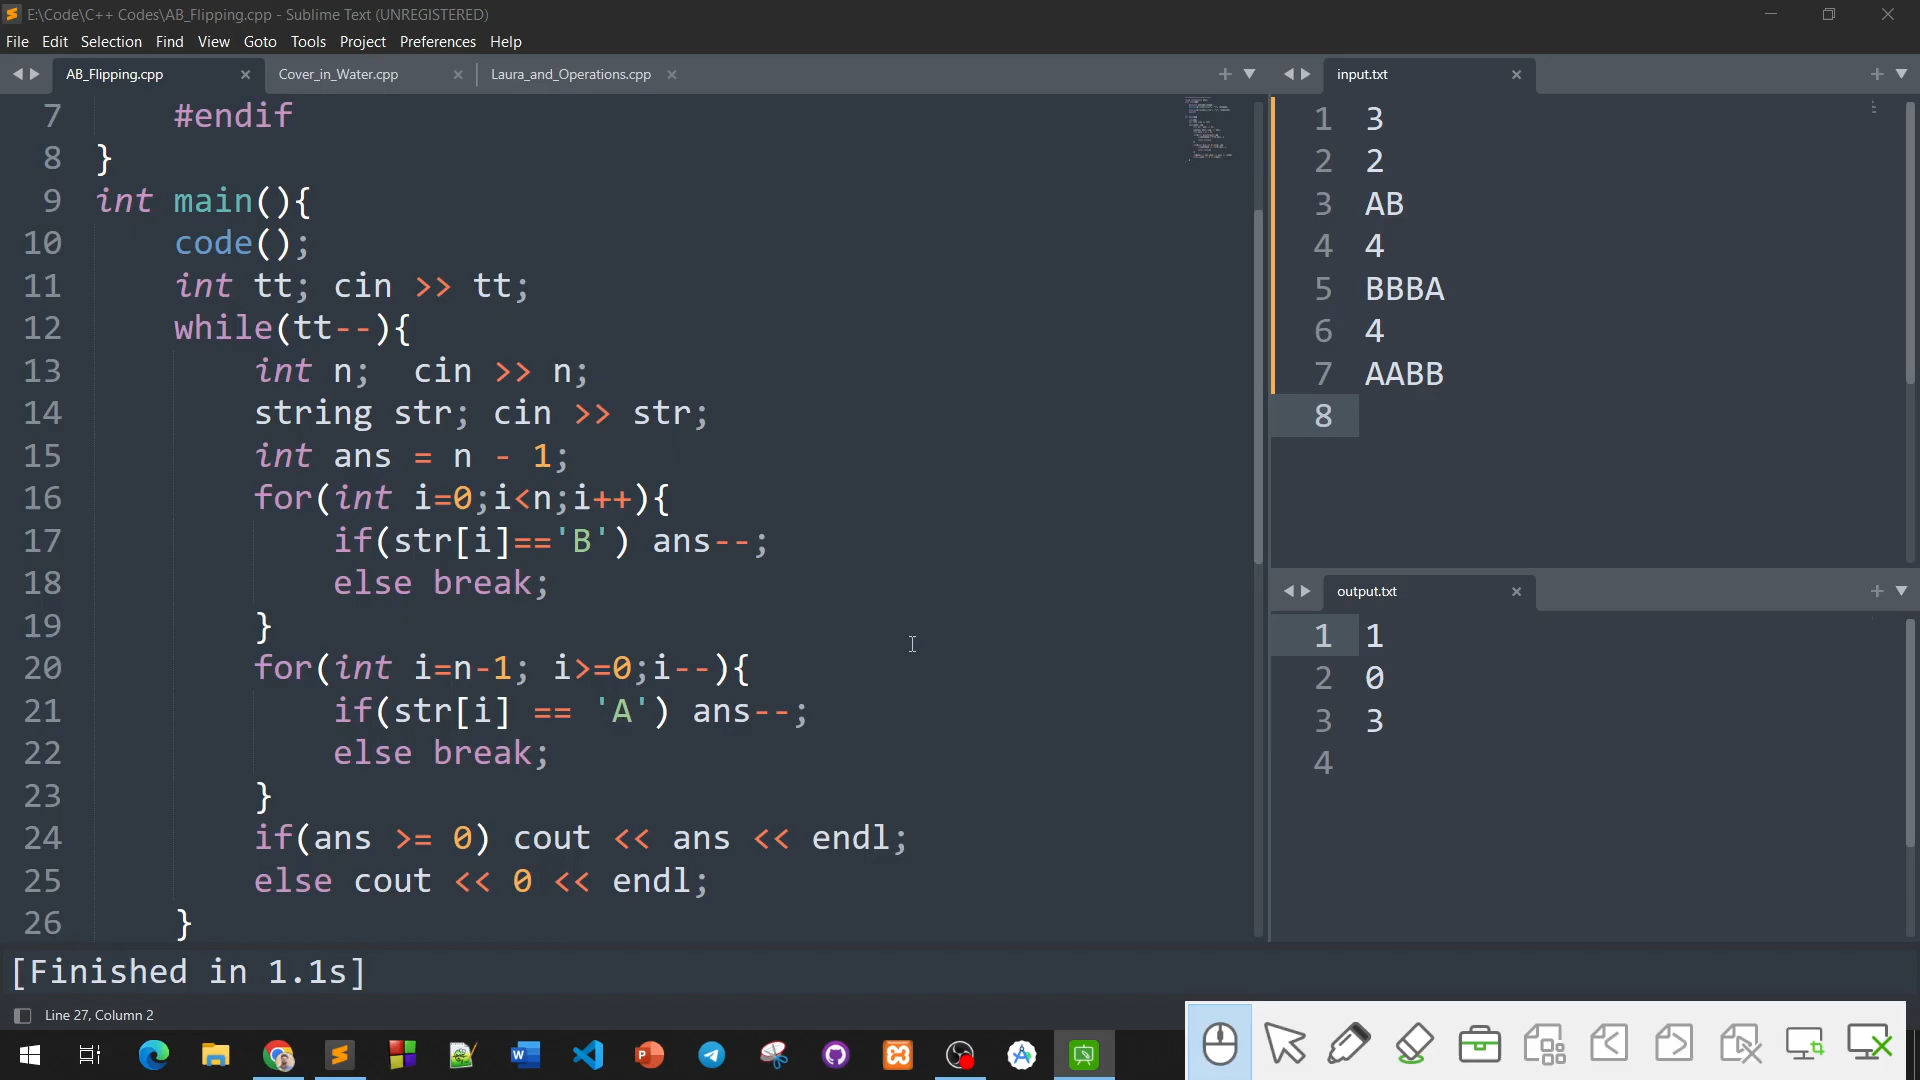 E:\Code\C++ Codes\AB_Flipping.cpp - Sublime Text (UNREGISTERED)
File Edit Selection Find View Goto Tools Project Preferences Help
AB_Flipping.cpp
Cover_in_Water.cpp
Laura_and_Operations.cpp
7 #endif
8 }
9 int main(){
10 code();
11 int tt; cin >> tt;
12 while(tt--){
13 int n;  cin >> n;
14 string str; cin >> str;
15 int ans = n - 1;
16 for(int i=0;i<n;i++){
17 if(str[i]=='B') ans--;
18 else break;
19 }
20 for(int i=n-1; i>=0;i--){
21 if(str[i] == 'A') ans--;
22 else break;
23 }
24 if(ans >= 0) cout << ans << endl;
25 else cout << 0 << endl;
26 }
input.txt
1 3
2 2
3 AB
4 4
5 BBBA
6 4
7 AABB
8
output.txt
1 1
2 0
3 3
4
[Finished in 1.1s]
Line 27, Column 2